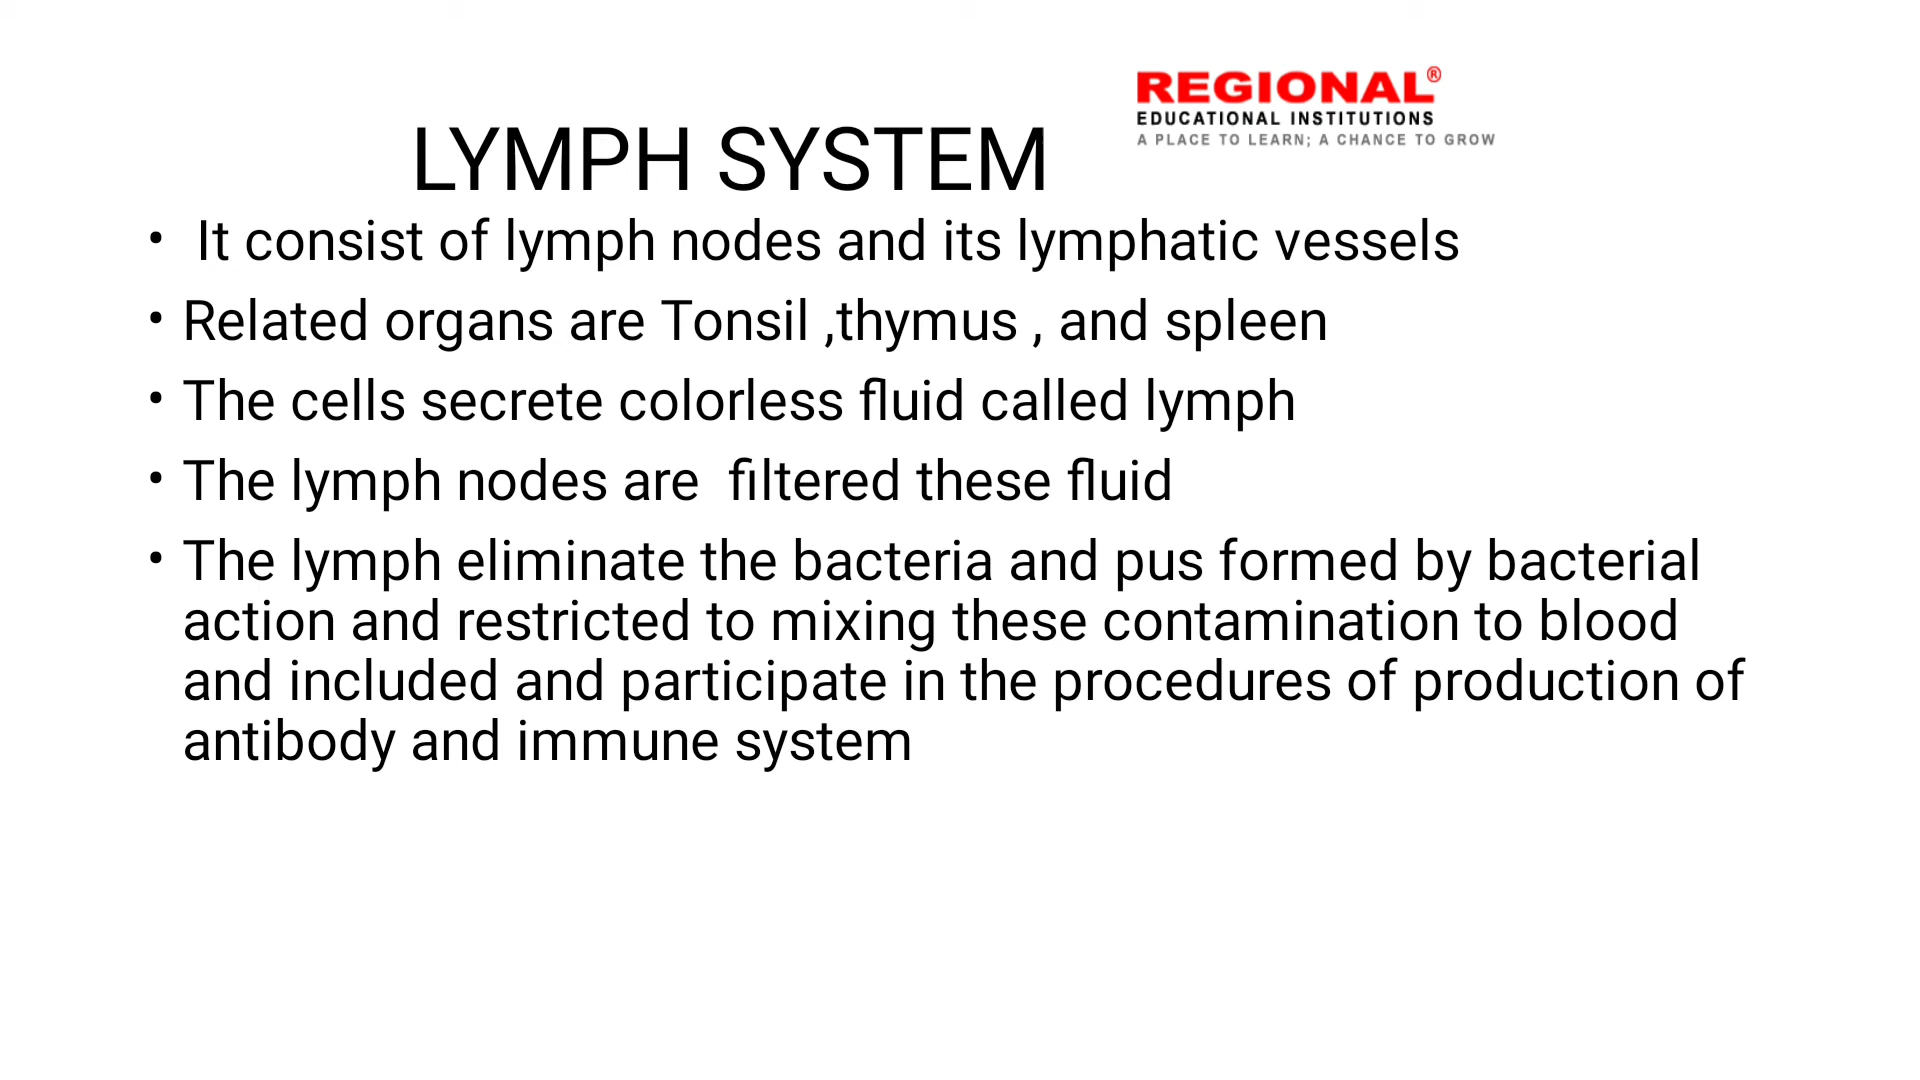 REGIONAL®
EDUCATIONAL INSTITUTIONS
A PLACE TO LEARN; A CHANCE TO GROW
LYMPH SYSTEM
• It consist of lymph nodes and its lymphatic vessels
• Related organs are Tonsil ,thymus , and spleen
• The cells secrete colorless fluid called lymph
• The lymph nodes are  filtered these fluid
• The lymph eliminate the bacteria and pus formed by bacterial
action and restricted to mixing these contamination to blood
and included and participate in the procedures of production of
antibody and immune system